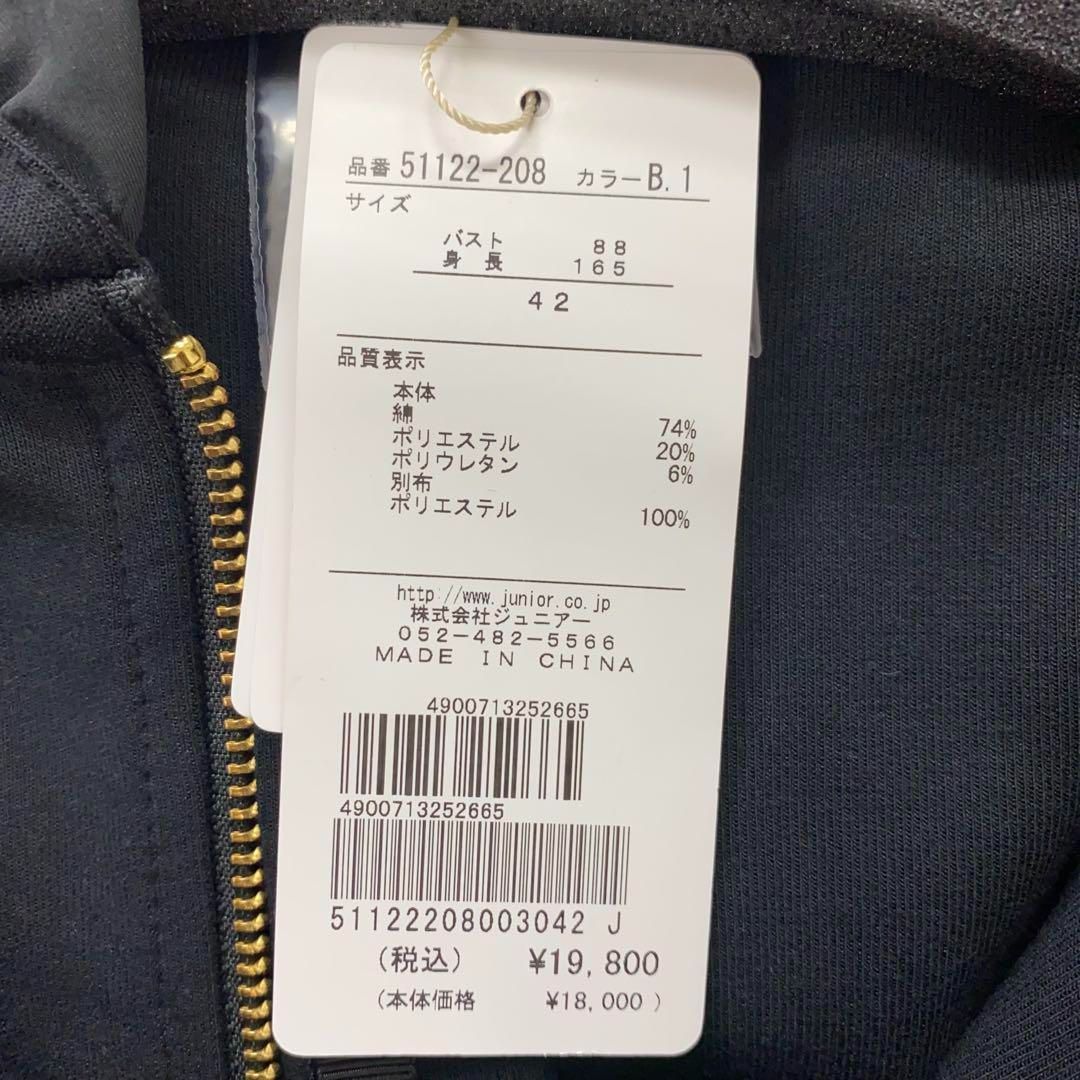 品番 51122-208 カラーB.1
サイズ
バスト 88
身長 165
42
品質表示
本体
綿 74%
ポリエステル 20%
ポリウレタン 6%
別布
ポリエステル 100%
http://www.junior.co.jp
株式会社ジュニアー
052-482-5566
MADE IN CHINA
4900713252665
4900713252665
51122208003042 J
(税込) ¥19,800
(本体価格 ¥18,000)